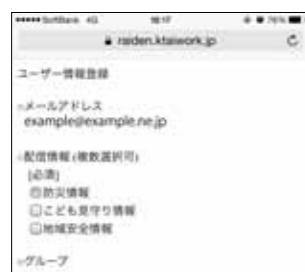 SoftBank 4G 18:17 76%
raiden.ktaiwork.jp
ユーザー情報登録
○メールアドレス
example@example.ne.jp
○配信情報(複数選択可)
[必須]
防災情報
こども見守り情報
地域安全情報
○グループ